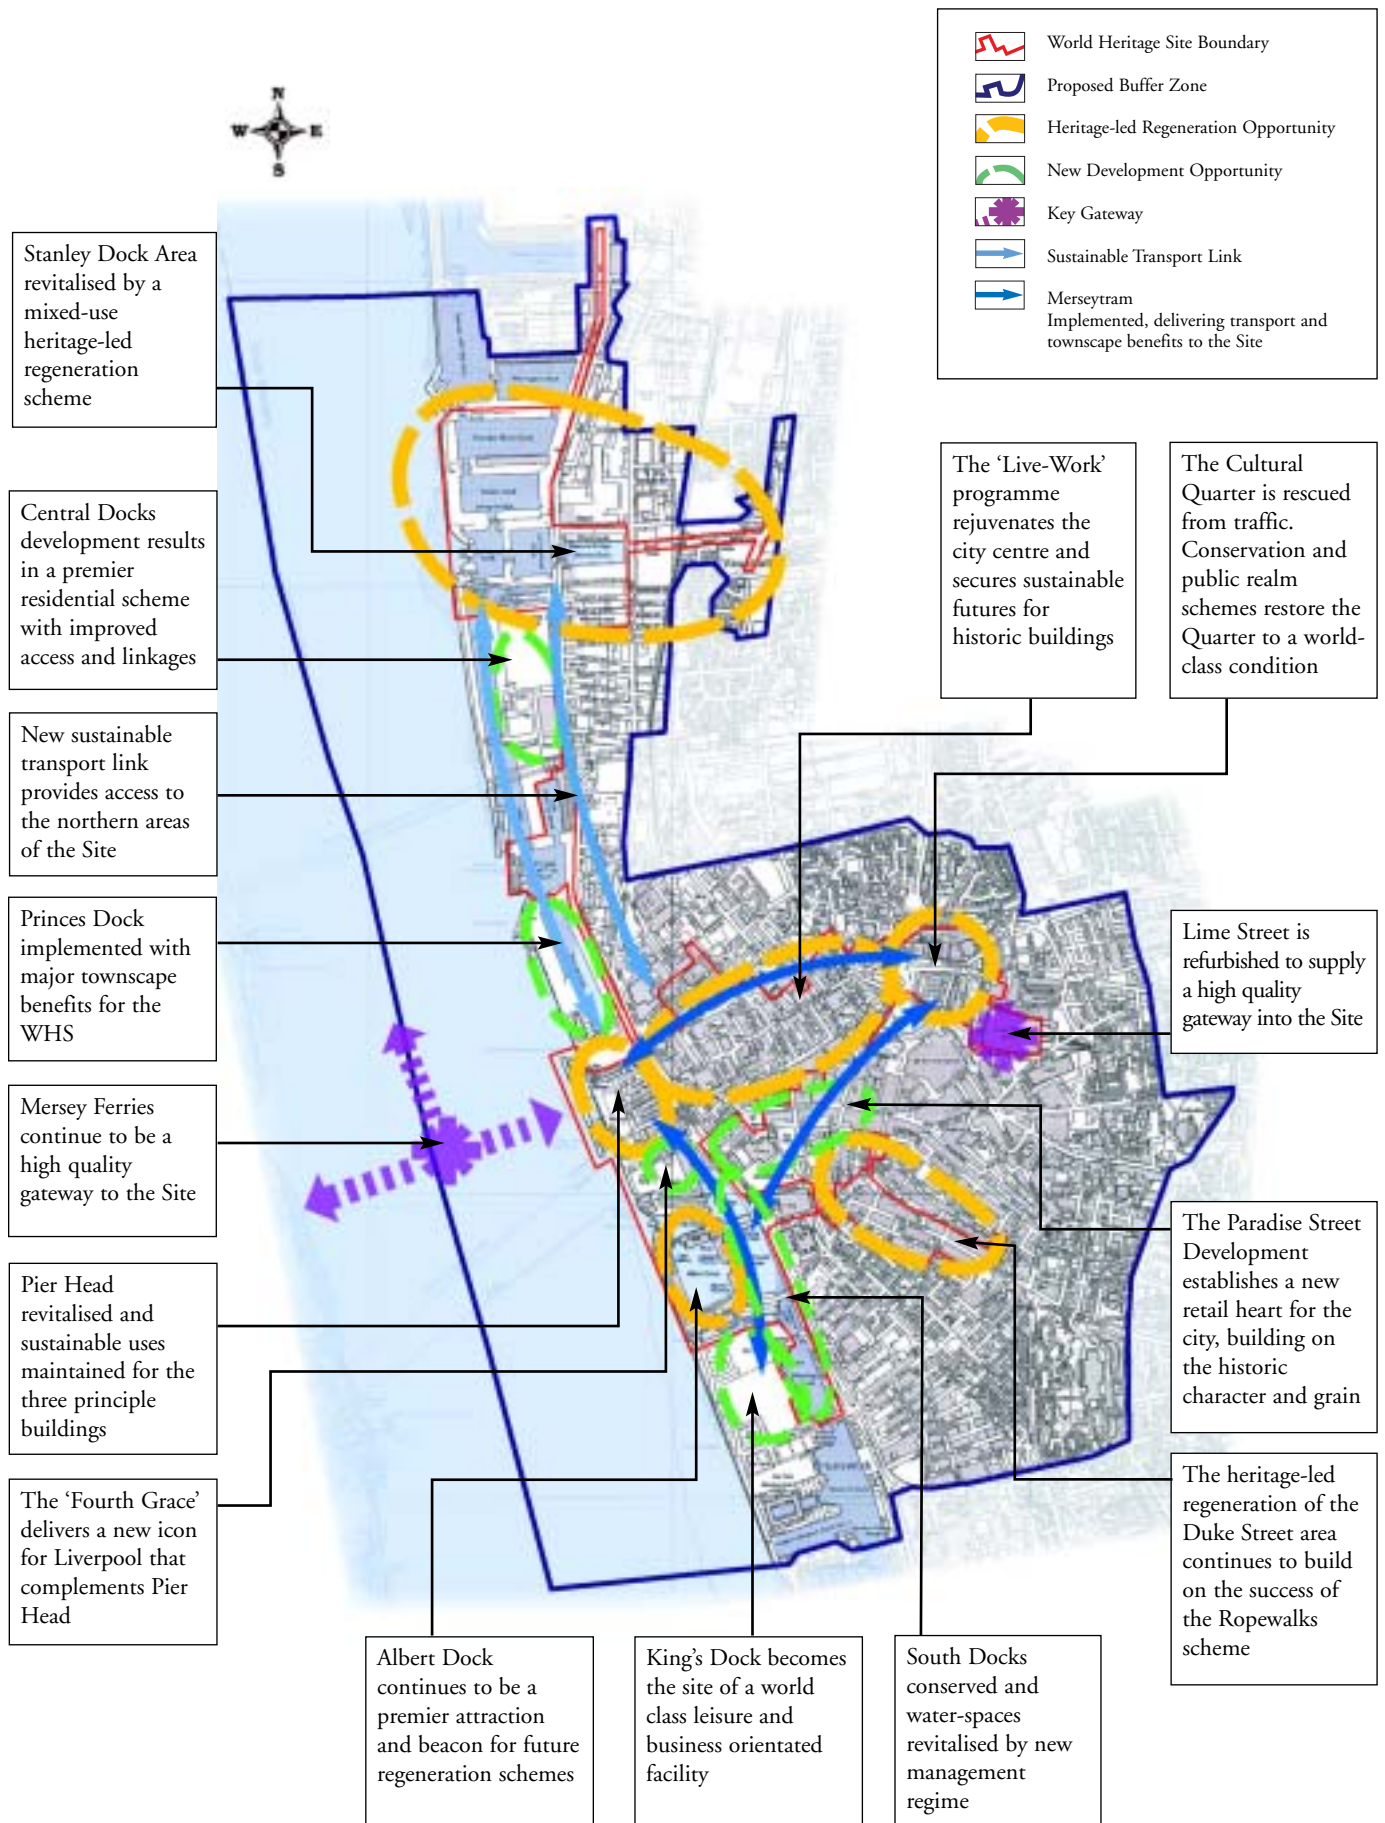 World Heritage Site Boundary
Proposed Buffer Zone
Heritage-led Regeneration Opportunity
New Development Opportunity
Key Gateway
Sustainable Transport Link
Merseytram
Implemented, delivering transport and
townscape benefits to the Site
N
W
E
S
Stanley Dock Area
revitalised by a
mixed-use
heritage-led
regeneration
scheme
Central Docks
development results
in a premier
residential scheme
with improved
access and linkages
New sustainable
transport link
provides access to
the northern areas
of the Site
Princes Dock
implemented with
major townscape
benefits for the
WHS
Mersey Ferries
continue to be a
high quality
gateway to the Site
Pier Head
revitalised and
sustainable uses
maintained for the
three principle
buildings
The ‘Fourth Grace’
delivers a new icon
for Liverpool that
complements Pier
Head
The ‘Live-Work’
programme
rejuvenates the
city centre and
secures sustainable
futures for
historic buildings
The Cultural
Quarter is rescued
from traffic.
Conservation and
public realm
schemes restore the
Quarter to a world-
class condition
Lime Street is
refurbished to supply
a high quality
gateway into the Site
The Paradise Street
Development
establishes a new
retail heart for the
city, building on
the historic
character and grain
The heritage-led
regeneration of the
Duke Street area
continues to build
on the success of
the Ropewalks
scheme
Albert Dock
continues to be a
premier attraction
and beacon for future
regeneration schemes
King’s Dock becomes
the site of a world
class leisure and
business orientated
facility
South Docks
conserved and
water-spaces
revitalised by new
management
regime